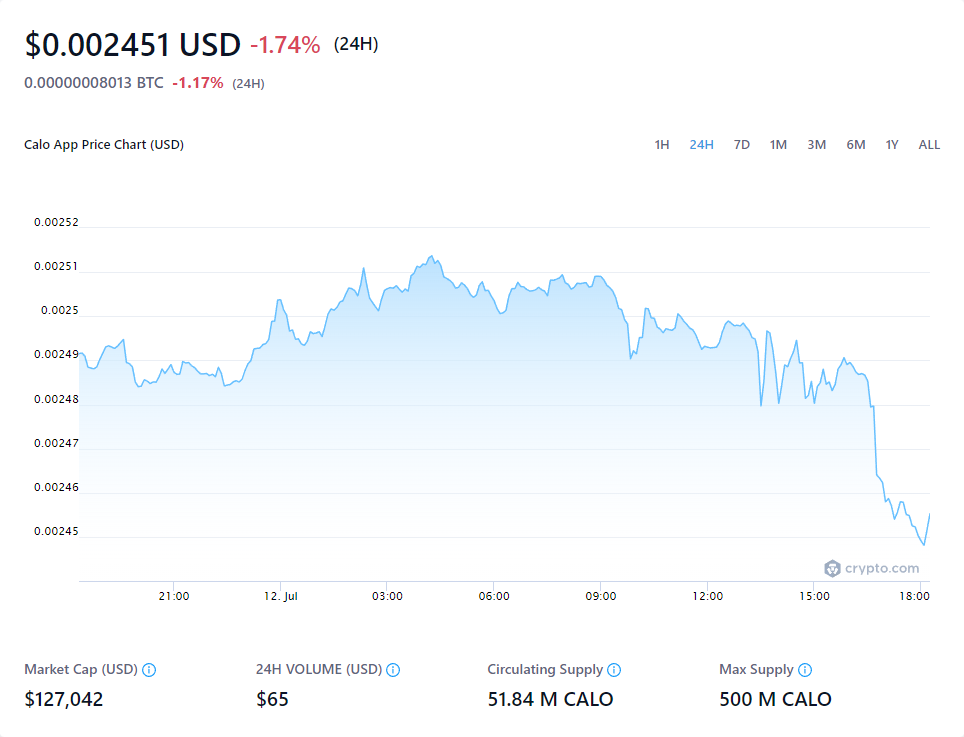 $0.002451 USD -1.74% (24H)
0.00000008013 BTC -1.17% (24H)
Calo App Price Chart (USD)
1H 24H 7D 1M 3M 6M 1Y ALL
0.00252
0.00251
0.0025
0.00249
0.00248
0.00247
0.00246
0.00245
crypto.com
21:00 12. Jul 03:00 06:00 09:00 12:00 15:00 18:00
Market Cap (USD) 24H VOLUME (USD) Circulating Supply Max Supply
$127,042 $65 51.84 M CALO 500 M CALO